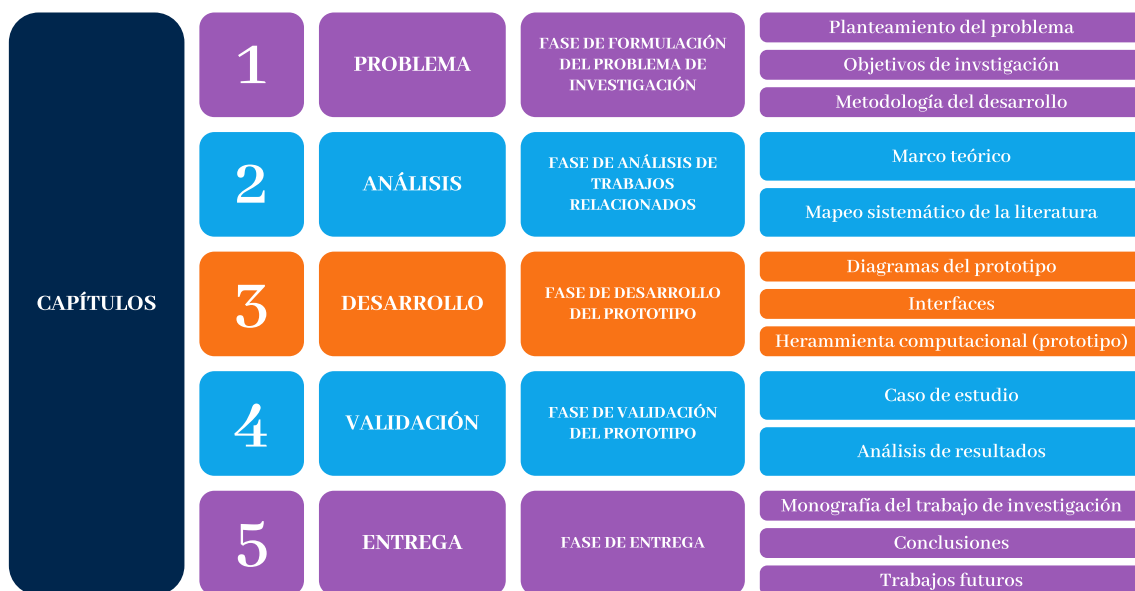 CAPÍTULOS
1
PROBLEMA
FASE DE FORMULACIÓN
DEL PROBLEMA DE
INVESTIGACIÓN
Planteamiento del problema
Objetivos de invstigación
Metodología del desarrollo
2
ANÁLISIS
FASE DE ANÁLISIS DE
TRABAJOS
RELACIONADOS
Marco teórico
Mapeo sistemático de la literatura
3
DESARROLLO
FASE DE DESARROLLO
DEL PROTOTIPO
Diagramas del prototipo
Interfaces
Herammienta computacional (prototipo)
4
VALIDACIÓN
FASE DE VALIDACIÓN
DEL PROTOTIPO
Caso de estudio
Análisis de resultados
5
ENTREGA
FASE DE ENTREGA
Monografía del trabajo de investigación
Conclusiones
Trabajos futuros